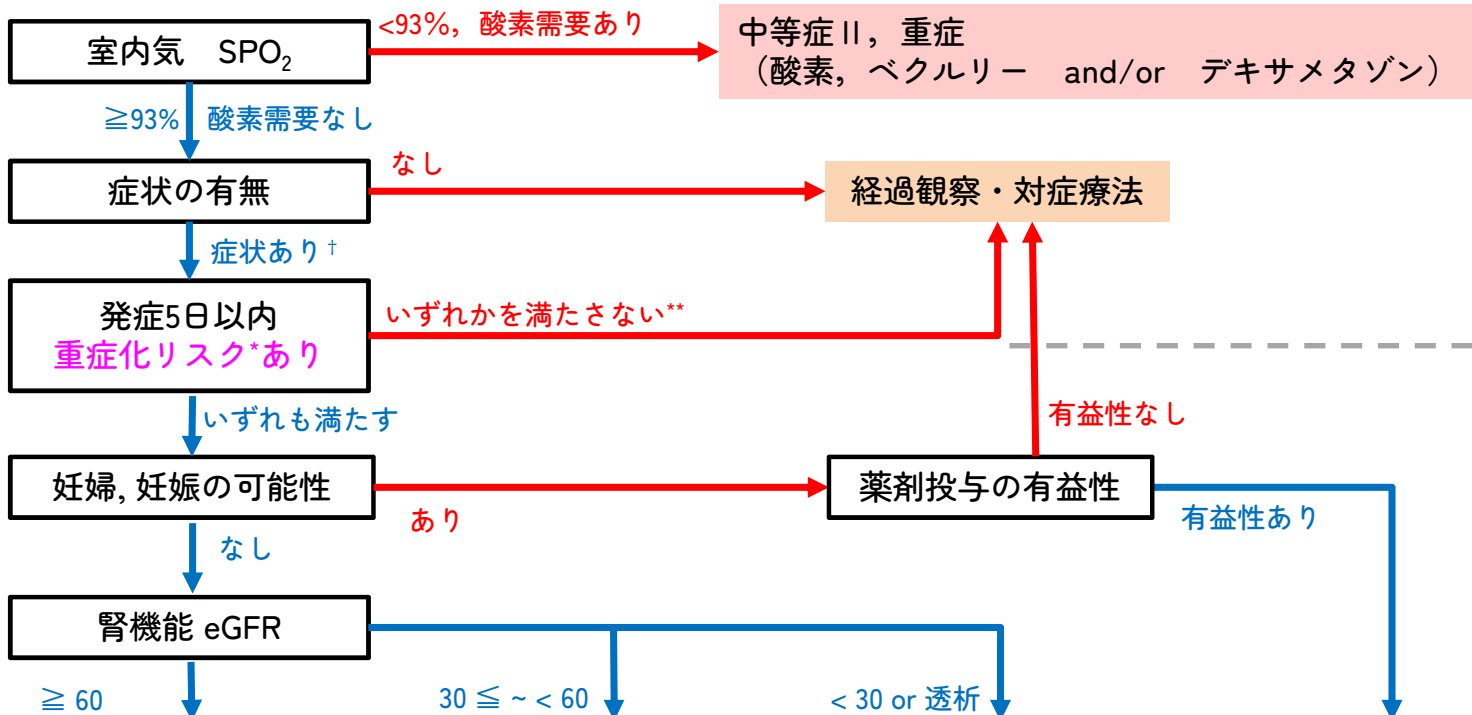 <93%，酸素需要あり
室内気　SPO₂
中等症Ⅱ，重症
（酸素，ベクルリー　and/or　デキサメタゾン）
≧93%　酸素需要なし
症状の有無
なし
経過観察・対症療法
症状あり†
発症5日以内
重症化リスク*あり
いずれかを満たさない**
いずれも満たす
有益性なし
妊婦, 妊娠の可能性
あり
薬剤投与の有益性
有益性あり
なし
腎機能 eGFR
≧ 60
30 ≦ ~ < 60
< 30 or 透析